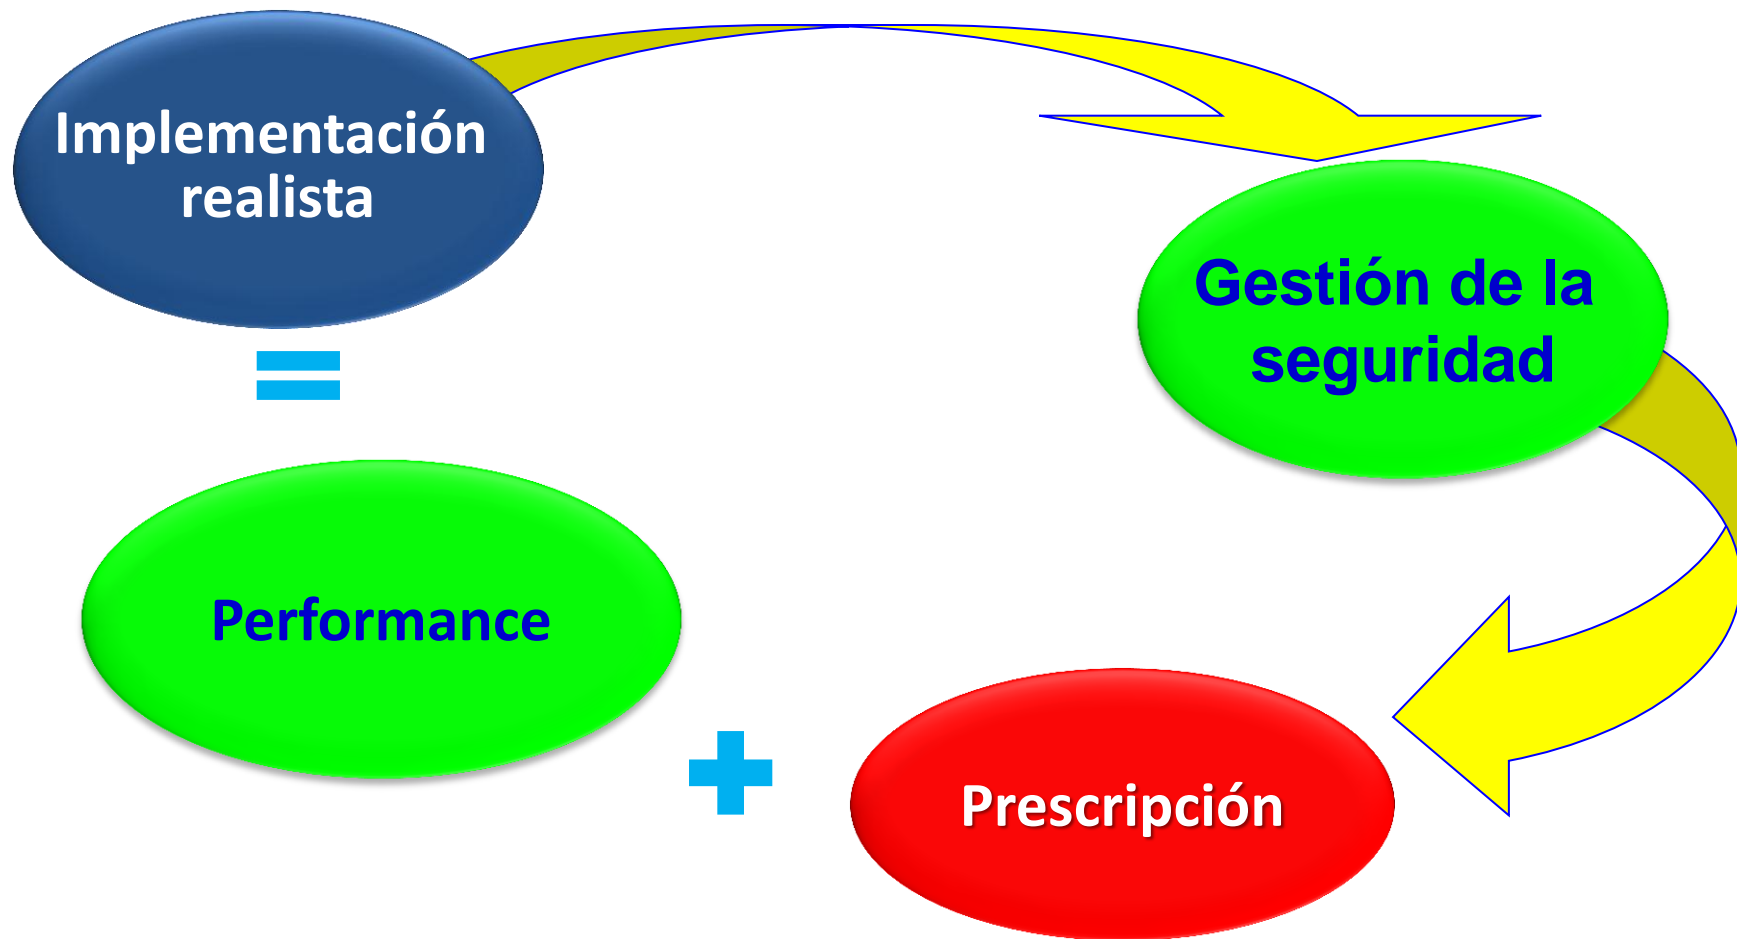 Implementación
realista
Gestión de la
seguridad
=
Performance
+
Prescripción